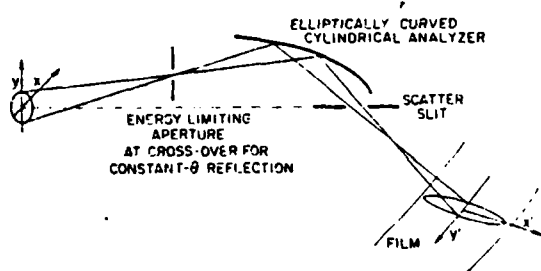 ELLIPTICALLY CURVED
CYLINDRICAL ANALYZER
y
x
SCATTER
SLIT
ENERGY LIMITING
APERTURE
AT CROSS-OVER FOR
CONSTANT-θ REFLECTION
x'
y'
FILM